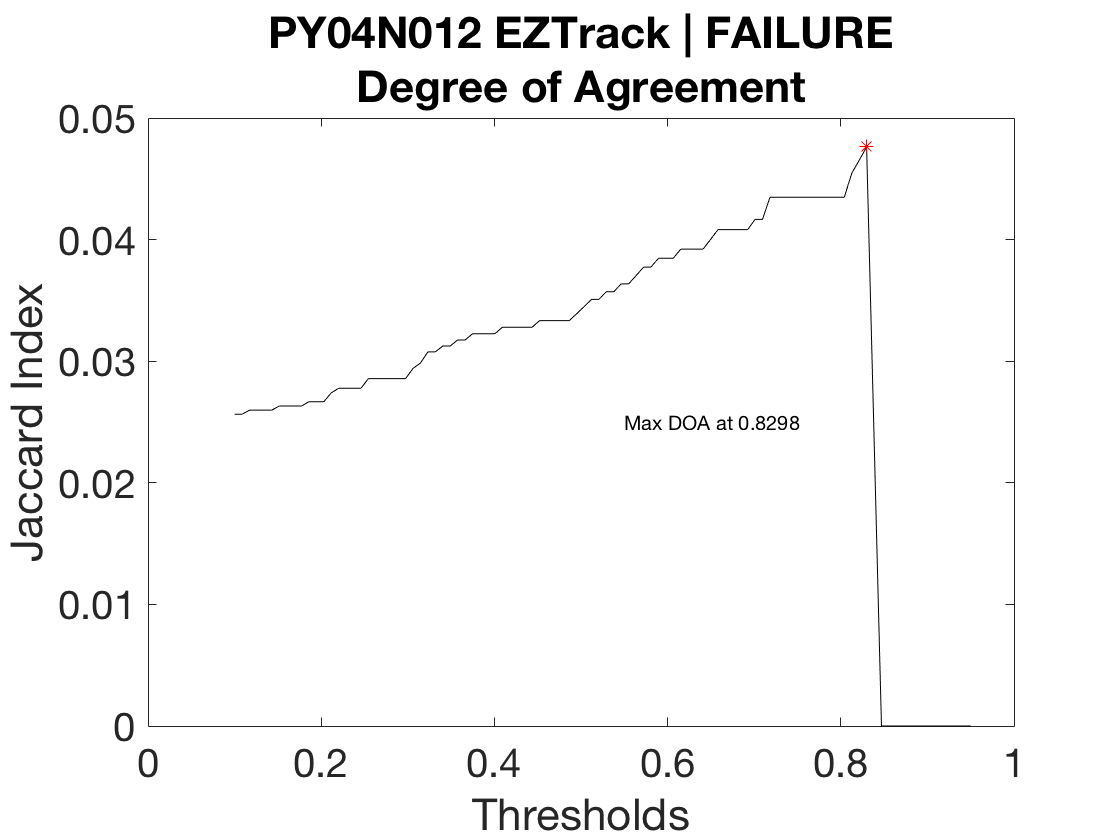 PY04N012 EZTrack | FAILURE
Degree of Agreement
0.05
0.04
0.03
0.02
0.01
0
Jaccard Index
Max DOA at 0.8298
0 0.2 0.4 0.6 0.8 1
Thresholds